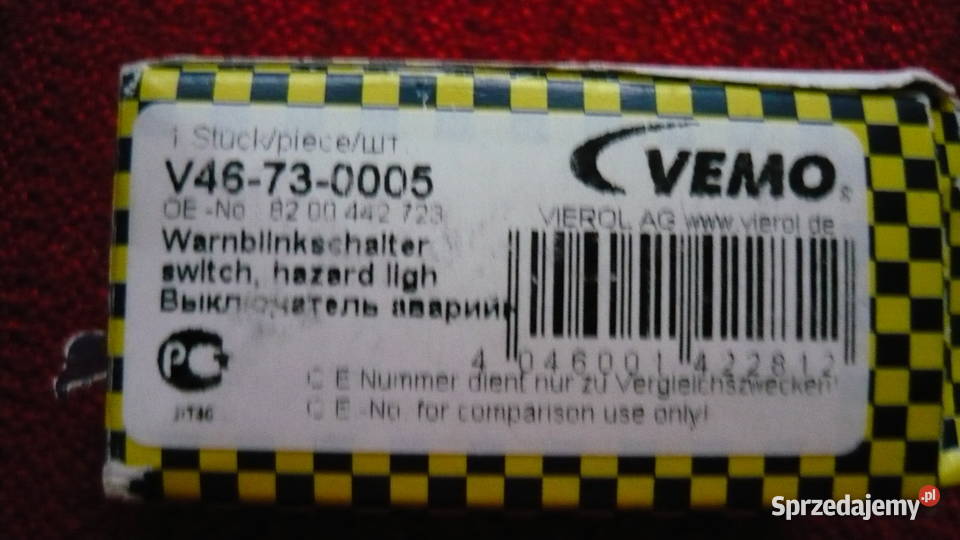 1 Stück/piece/шт.
V46-73-0005
VEMO
OE-No. 82 00 442 723
VIEROL AG www.vierol.de
Warnblinkschalter
switch, hazard ligh
Выключатель аварий
4 046001 422812
OE Nummer dient nur zu Vergleichszwecken!
OE-No. for comparison use only!
Sprzedajemy.pl